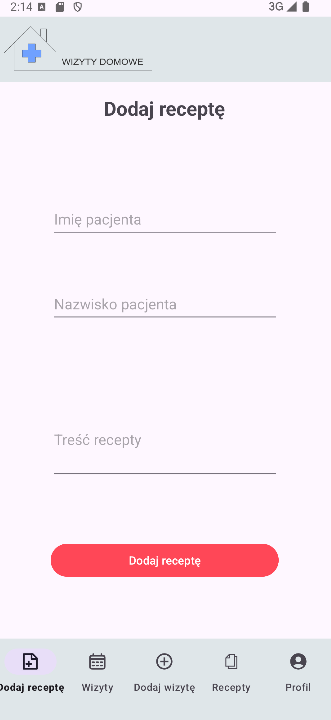 2:14
3G
WIZYTY DOMOWE
Dodaj receptę
Imię pacjenta
Nazwisko pacjenta
Treść recepty
Dodaj receptę
Dodaj receptę Wizyty Dodaj wizytę Recepty Profil